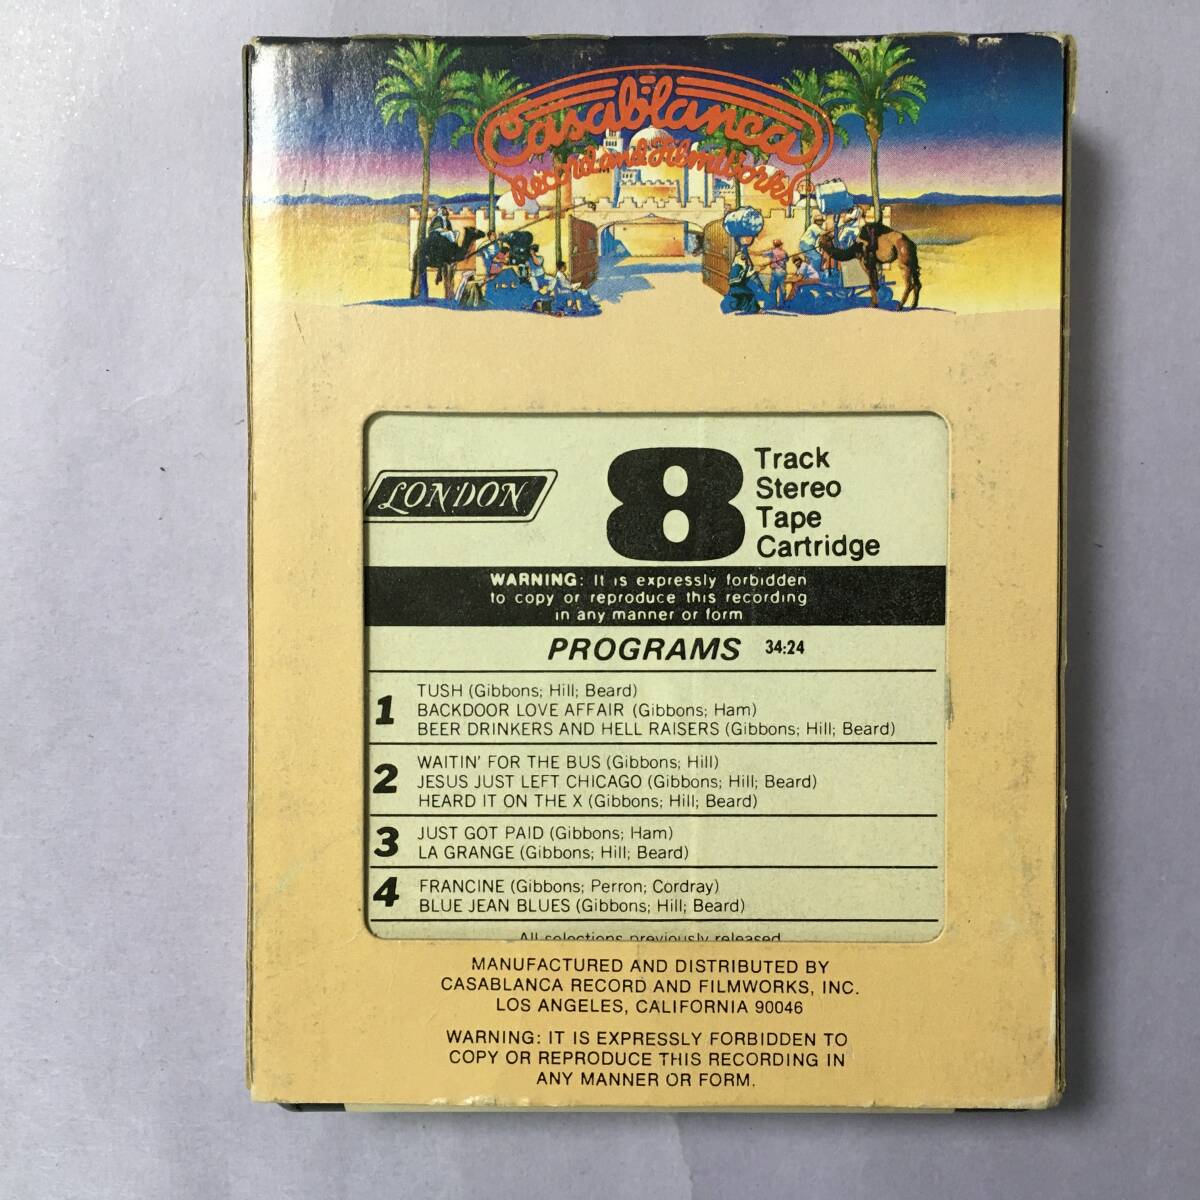 Casablanca
Record and FilmWorks
LONDON
8
Track
Stereo
Tape
Cartridge
WARNING: It is expressly forbidden
to copy or reproduce this recording
in any manner or form
PROGRAMS 34:24
1
TUSH (Gibbons; Hill; Beard)
BACKDOOR LOVE AFFAIR (Gibbons; Ham)
BEER DRINKERS AND HELL RAISERS (Gibbons; Hill; Beard)
2
WAITIN' FOR THE BUS (Gibbons; Hill)
JESUS JUST LEFT CHICAGO (Gibbons; Hill; Beard)
HEARD IT ON THE X (Gibbons; Hill; Beard)
3
JUST GOT PAID (Gibbons; Ham)
LA GRANGE (Gibbons; Hill; Beard)
4
FRANCINE (Gibbons; Perron; Cordray)
BLUE JEAN BLUES (Gibbons; Hill; Beard)
All selections previously released
MANUFACTURED AND DISTRIBUTED BY
CASABLANCA RECORD AND FILMWORKS, INC.
LOS ANGELES, CALIFORNIA 90046
WARNING: IT IS EXPRESSLY FORBIDDEN TO
COPY OR REPRODUCE THIS RECORDING IN
ANY MANNER OR FORM.